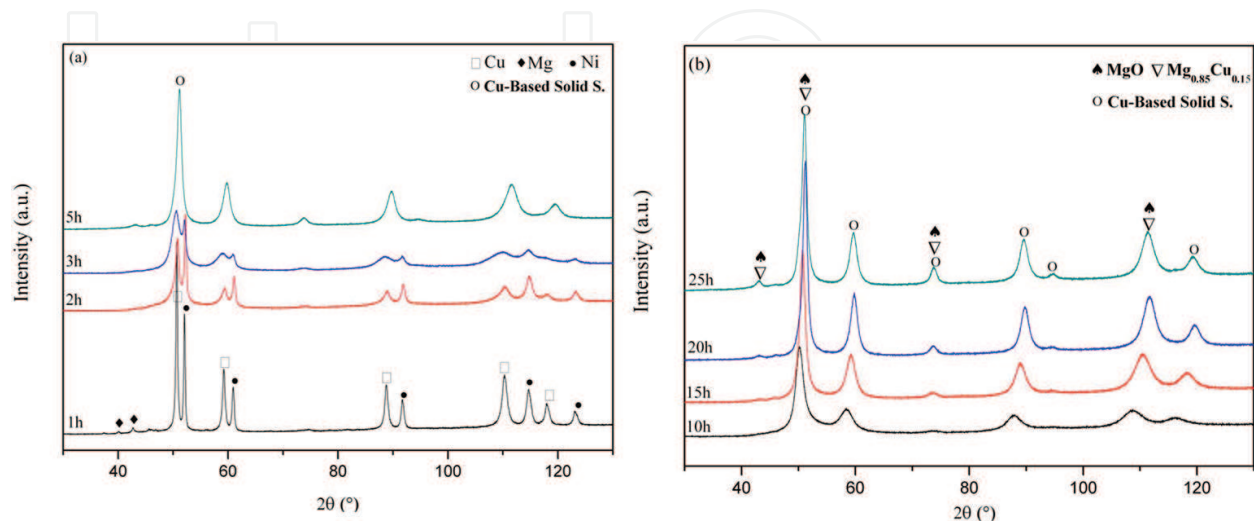 (a)
□ Cu ♦ Mg • Ni
O Cu-Based Solid S.
O
5h
3h
2h
1h
Intensity (a.u.)
40 60 80 100 120
2θ (°)
(b)
♠ MgO ▽ Mg0.85Cu0.15
O Cu-Based Solid S.
25h
20h
15h
10h
Intensity (a.u.)
40 60 80 100 120
2θ (°)